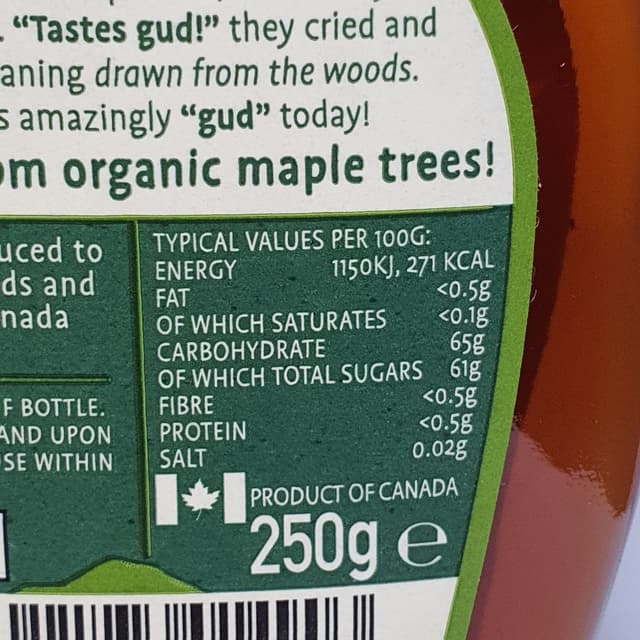 . “Tastes gud!” they cried and
aning drawn from the woods.
s amazingly “gud” today!
om organic maple trees!
uced to
ds and
nada
F BOTTLE.
AND UPON
SE WITHIN
TYPICAL VALUES PER 100G:
ENERGY 1150KJ, 271 KCAL
FAT <0.5g
OF WHICH SATURATES <0.1g
CARBOHYDRATE 65g
OF WHICH TOTAL SUGARS 61g
FIBRE <0.5g
PROTEIN <0.5g
SALT 0.02g
PRODUCT OF CANADA
250g e